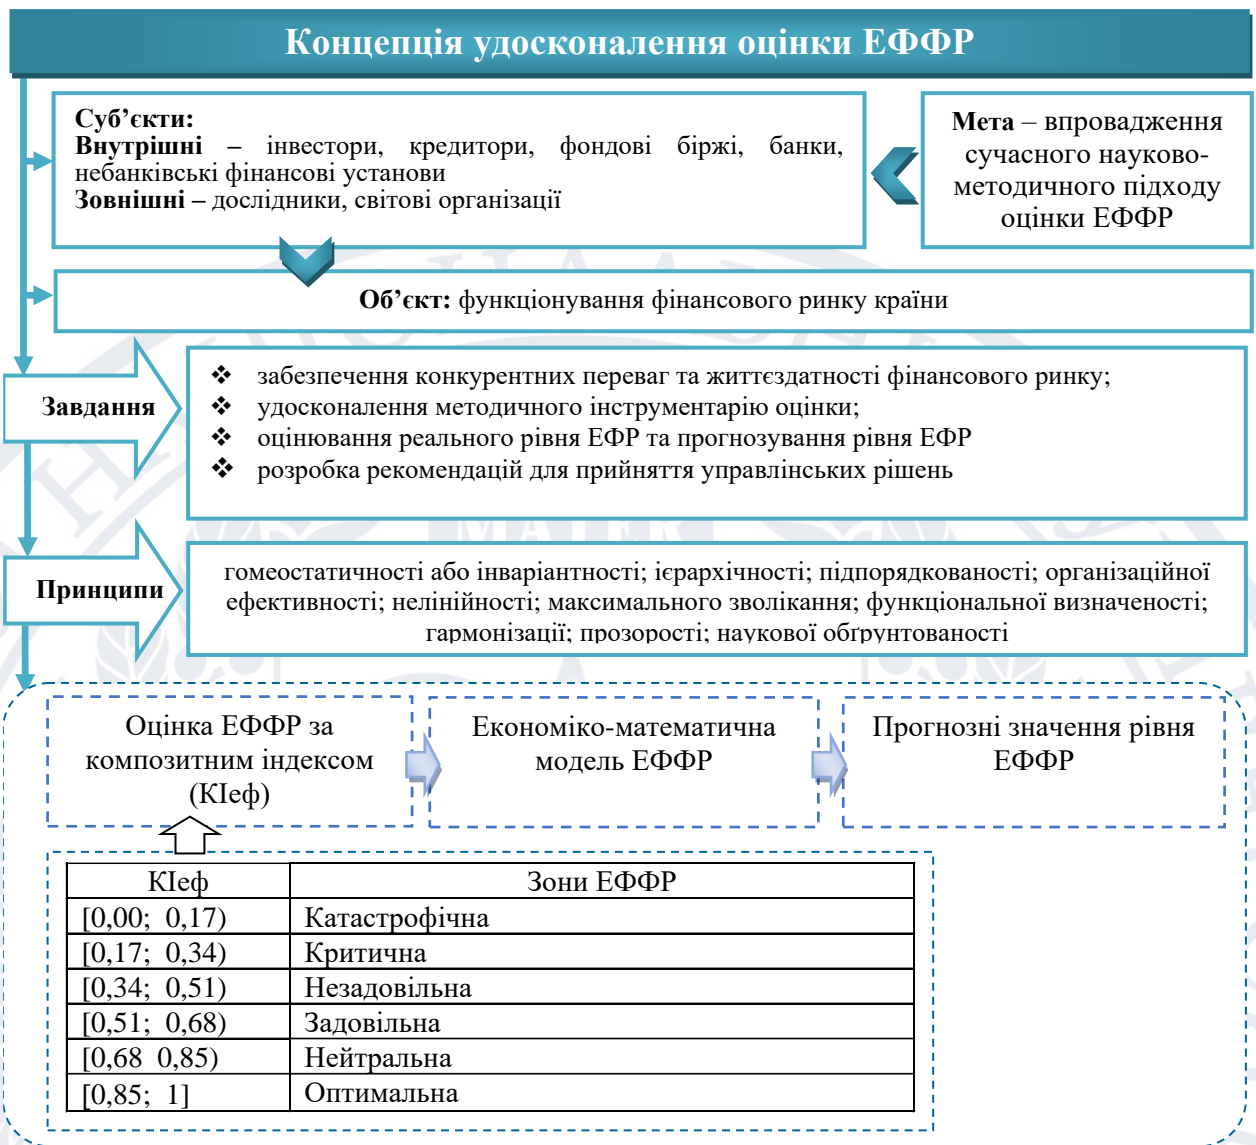 Концепція удосконалення оцінки ЕФФР
Суб’єкти:
Внутрішні – інвестори, кредитори, фондові біржі, банки,
небанківські фінансові установи
Зовнішні – дослідники, світові організації
Мета – впровадження
сучасного науково-
методичного підходу
оцінки ЕФФР
Об’єкт: функціонування фінансового ринку країни
Завдання
❖ забезпечення конкурентних переваг та життєздатності фінансового ринку;
❖ удосконалення методичного інструментарію оцінки;
❖ оцінювання реального рівня ЕФР та прогнозування рівня ЕФР
❖ розробка рекомендацій для прийняття управлінських рішень
Принципи
гомеостатичності або інваріантності; ієрархічності; підпорядкованості; організаційної
ефективності; нелінійності; максимального зволікання; функціональної визначеності;
гармонізації; прозорості; наукової обґрунтованості
Оцінка ЕФФР за
композитним індексом
(КІеф)
Економіко-математична
модель ЕФФР
Прогнозні значення рівня
ЕФФР
КІеф Зони ЕФФР
[0,00; 0,17) Катастрофічна
[0,17; 0,34) Критична
[0,34; 0,51) Незадовільна
[0,51; 0,68) Задовільна
[0,68 0,85) Нейтральна
[0,85; 1] Оптимальна